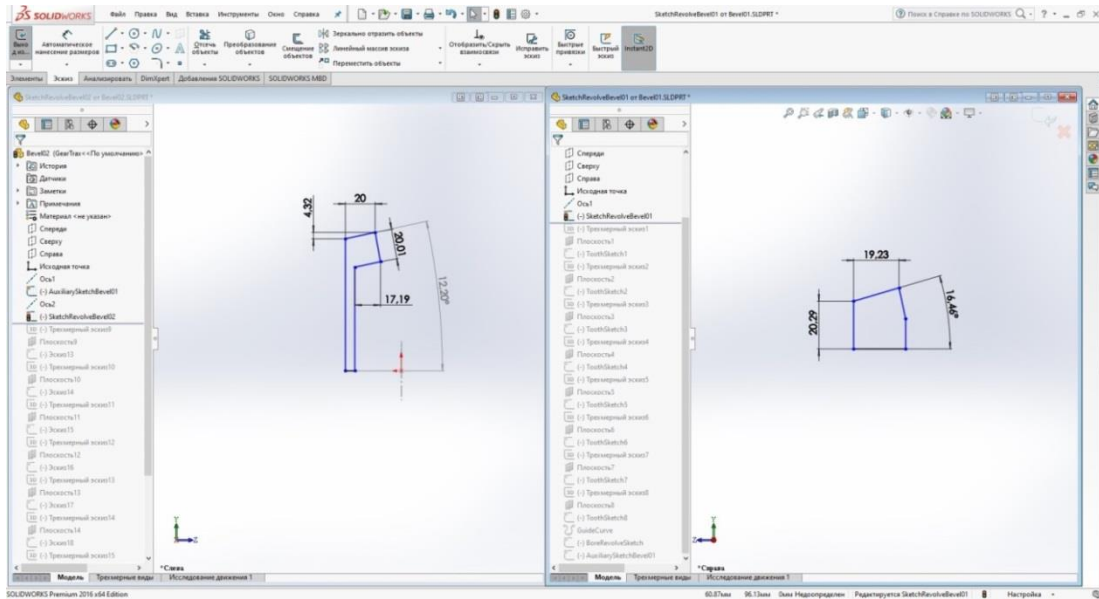 SOLIDWORKS
Файл Правка Вид Вставка Инструменты Окно Справка
SketchRevolveBevel01 от Bevel01.SLDPRT *
Поиск в Справке по SOLIDWORKS
Автоматическое нанесение размеров
Отсечь объекты
Преобразование объектов
Смещение объектов
Зеркально отразить объекты
Линейный массив эскиза
Переместить объекты
Отобразить/Скрыть взаимосвязи
Исправить эскиз
Быстрые привязки
Быстрый эскиз
Instant2D
Элементы Эскиз Анализировать DimXpert Добавления SOLIDWORKS SOLIDWORKS MBD
SketchRevolveBevel02 от Bevel02.SLDPRT *
Bevel02 (GearTrax<<По умолчанию>
История
Датчики
Заметки
Примечания
Материал <не указан>
Спереди
Сверху
Справа
Исходная точка
Ось1
(-) AuxiliarySketchBevel01
Ось2
(-) SketchRevolveBevel02
(-) Трехмерный эскиз9
Плоскость9
(-) Эскиз13
(-) Трехмерный эскиз10
Плоскость10
(-) Эскиз14
(-) Трехмерный эскиз11
Плоскость11
(-) Эскиз15
(-) Трехмерный эскиз12
Плоскость12
(-) Эскиз16
(-) Трехмерный эскиз13
Плоскость13
(-) Эскиз17
(-) Трехмерный эскиз14
Плоскость14
(-) Эскиз18
(-) Трехмерный эскиз15
4,32
20
20,01
17,19
12,20°
Y
Z
*Слева
Модель Трехмерные виды Исследование движения 1
SketchRevolveBevel01 от Bevel01.SLDPRT *
Спереди
Сверху
Справа
Исходная точка
Ось1
(-) SketchRevolveBevel01
(-) Трехмерный эскиз1
Плоскость1
(-) ToothSketch1
(-) Трехмерный эскиз2
Плоскость2
(-) ToothSketch2
(-) Трехмерный эскиз3
Плоскость3
(-) ToothSketch3
(-) Трехмерный эскиз4
Плоскость4
(-) ToothSketch4
(-) Трехмерный эскиз5
Плоскость5
(-) ToothSketch5
(-) Трехмерный эскиз6
Плоскость6
(-) ToothSketch6
(-) Трехмерный эскиз7
Плоскость7
(-) ToothSketch7
(-) Трехмерный эскиз8
Плоскость8
(-) ToothSketch8
GuideCurve
(-) BoreRevolveSketch
(-) AuxiliarySketchBevel01
19,23
20,29
16,46°
Y
Z
*Справа
Модель Трехмерные виды Исследование движения 1
SOLIDWORKS Premium 2016 x64 Edition
60.87мм 96.13мм 0мм Недоопределен Редактируется SketchRevolveBevel01 Настройка